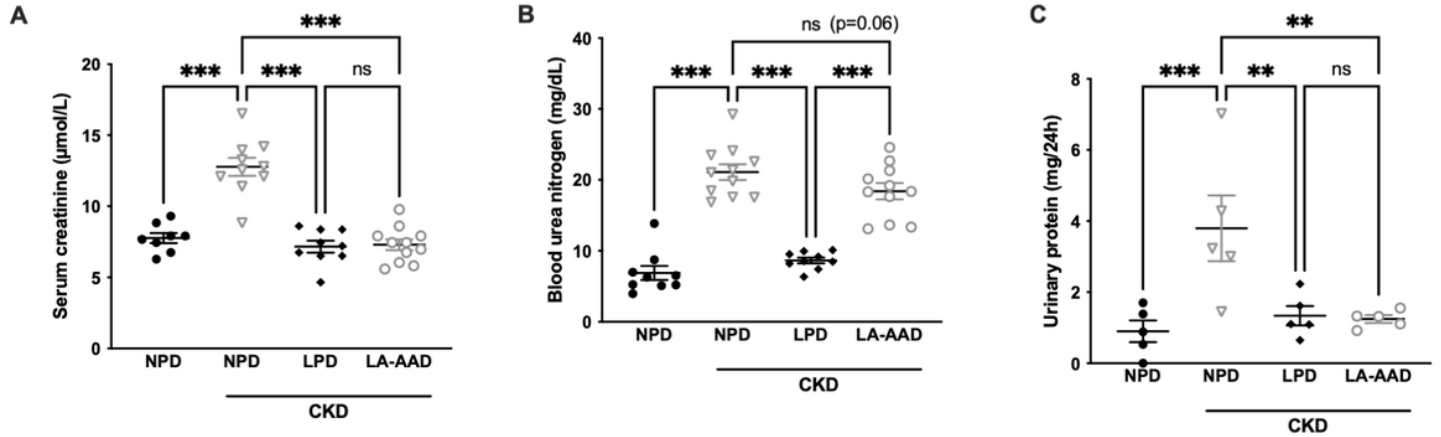 A
Serum creatinine (µmol/L)
20
15
10
5
0
***
***
***
ns
NPD NPD LPD LA-AAD
CKD
B
Blood urea nitrogen (mg/dL)
40
30
20
10
0
ns (p=0.06)
***
***
***
NPD NPD LPD LA-AAD
CKD
C
Urinary protein (mg/24h)
8
6
4
2
0
**
***
**
ns
NPD NPD LPD LA-AAD
CKD